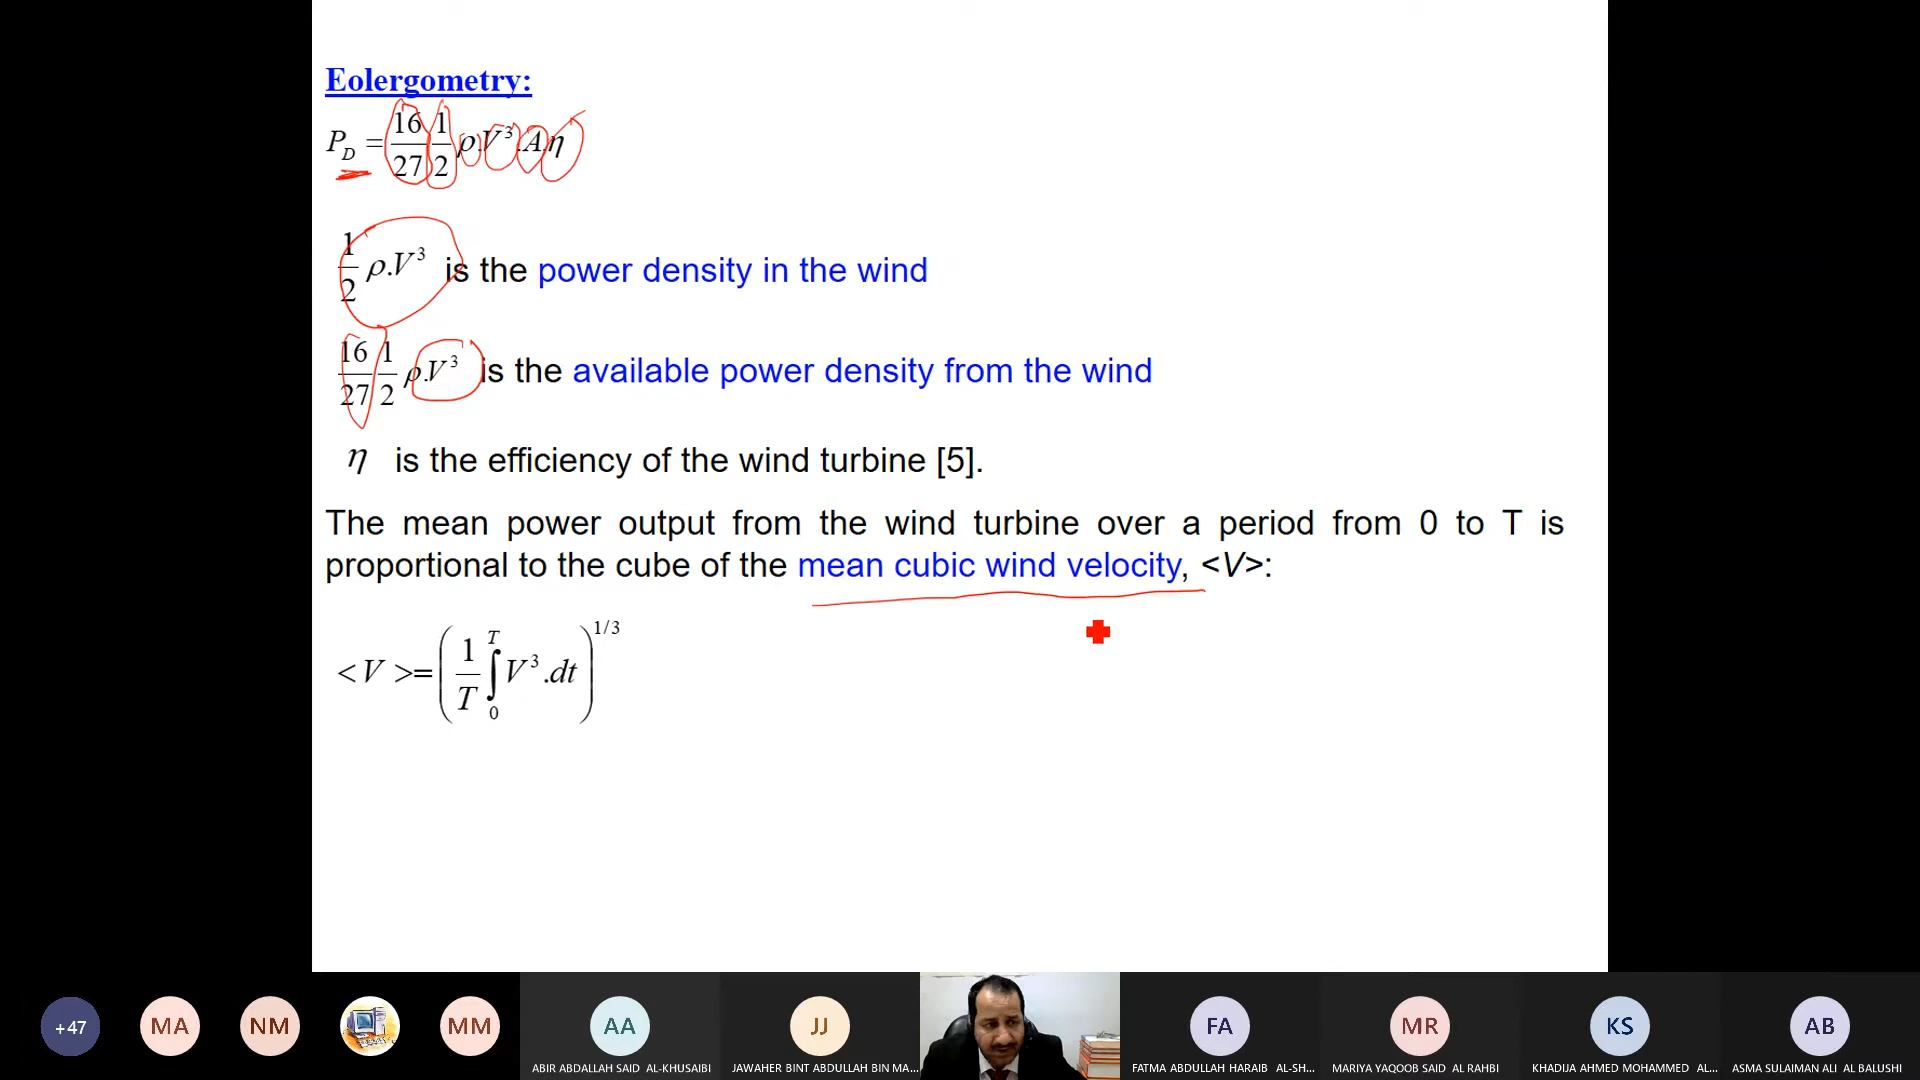 Eolergometry:
P_D = 16/27 1/2 ρ.V³.A.η
1/2 ρ.V³ is the power density in the wind
16/27 1/2 ρ.V³ is the available power density from the wind
η is the efficiency of the wind turbine [5].
The mean power output from the wind turbine over a period from 0 to T is
proportional to the cube of the mean cubic wind velocity, <V>:
<V>=(1/T ∫₀ᵀ V³.dt)^1/3
+47 MA NM MM AA JJ FA MR KS AB
ABIR ABDALLAH SAID AL-KHUSAIBI JAWAHER BINT ABDULLAH BIN MA... FATMA ABDULLAH HARAIB AL-SH... MARIYA YAQOOB SAID AL RAHBI KHADIJA AHMED MOHAMMED AL... ASMA SULAIMAN ALI AL BALUSHI